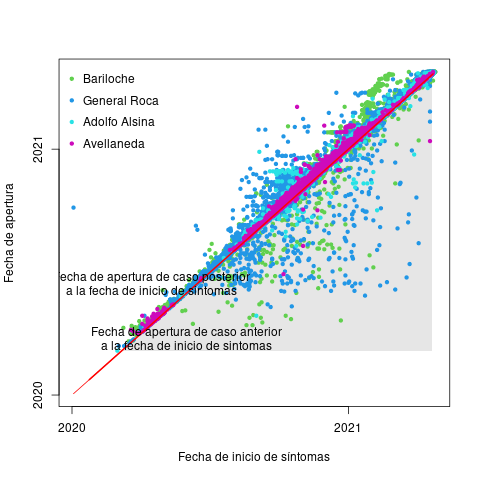 Bariloche
General Roca
Adolfo Alsina
Avellaneda
2021
Fecha de apertura
echa de apertura de caso posterior
a la fecha de inicio de síntomas
Fecha de apertura de caso anterior
a la fecha de inicio de sintomas
2020
2020
2021
Fecha de inicio de síntomas